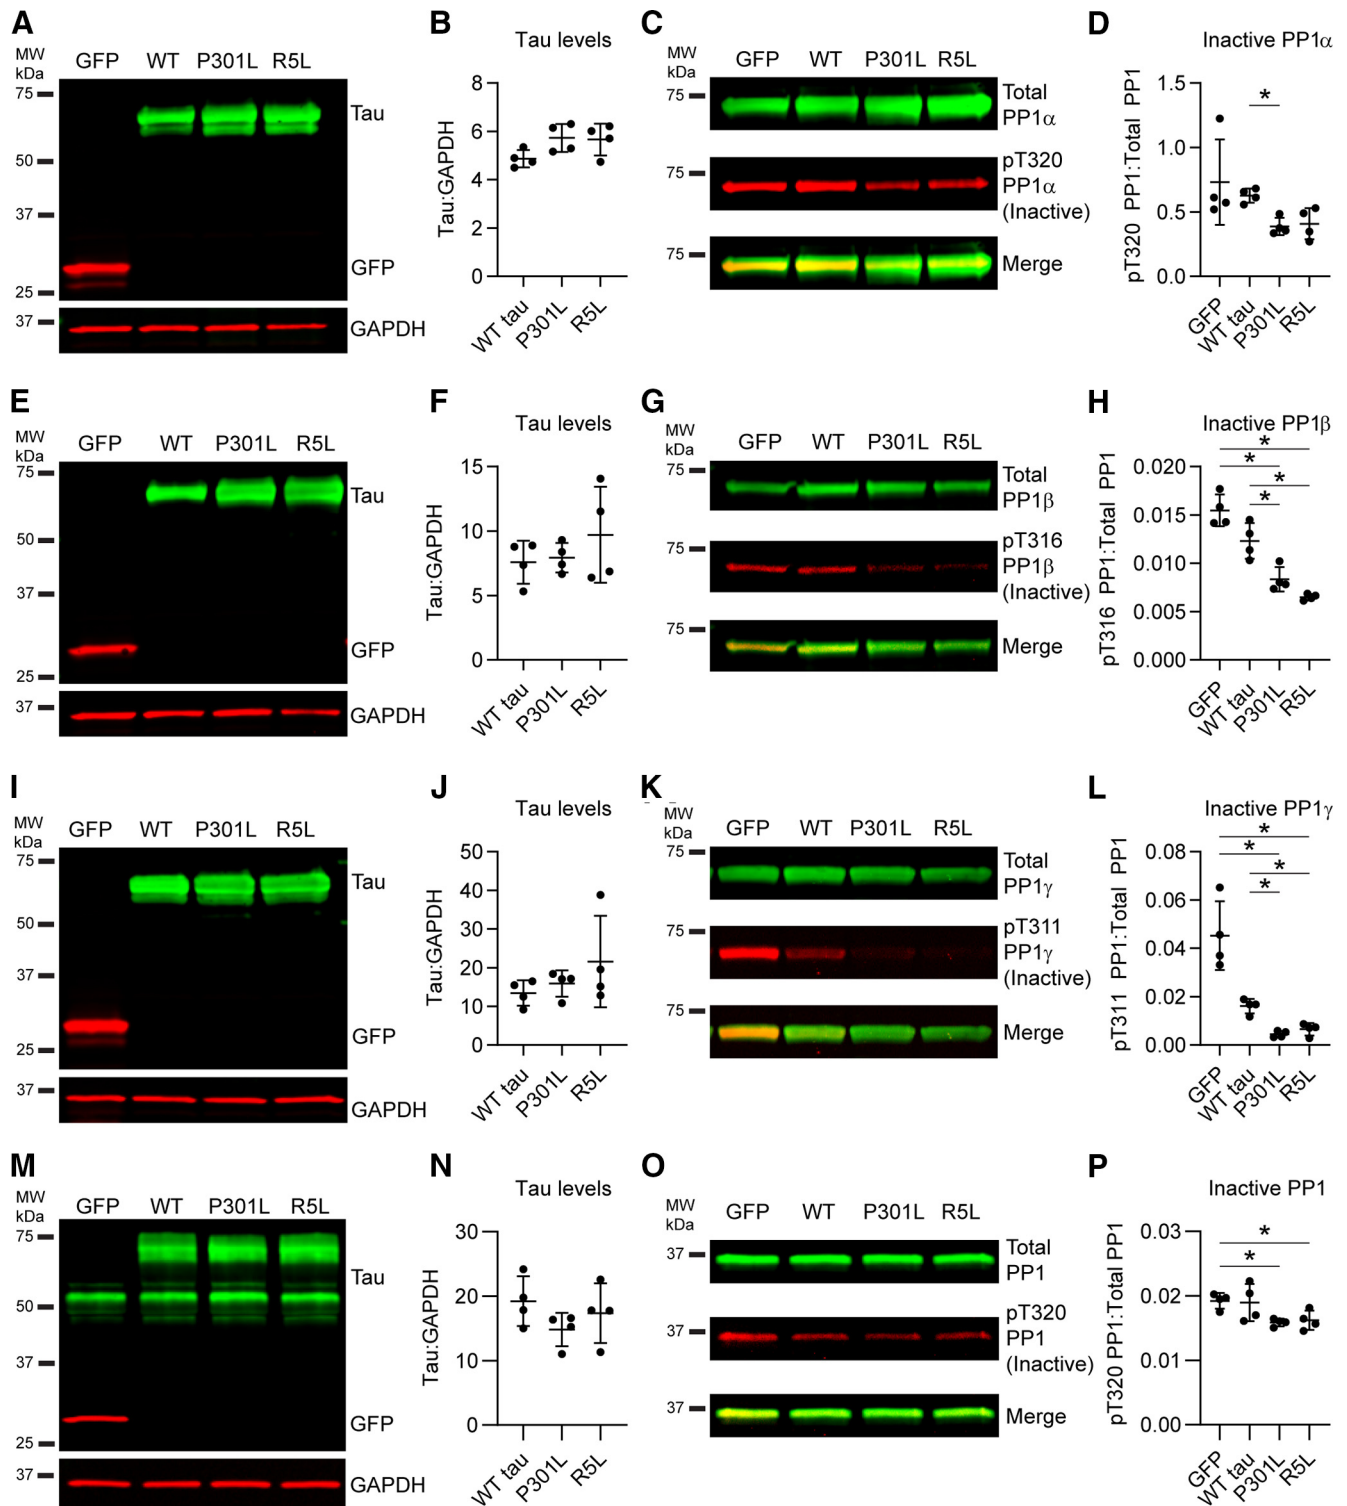 A
MW
kDa
GFP WT P301L R5L
75
50
37
25
37
Tau
GFP
GAPDH
B
Tau levels
Tau:GAPDH
8
6
4
2
0
WT tau
P301L
R5L
C
MW
kDa
GFP WT P301L R5L
75
Total
PP1α
75
pT320
PP1α
(Inactive)
75
Merge
D
Inactive PP1α
pT320 PP1:Total PP1
1.5
1.0
0.5
0.0
*
GFP
WT tau
P301L
R5L
E
MW
kDa
GFP WT P301L R5L
75
50
37
25
37
Tau
GFP
GAPDH
F
Tau levels
Tau:GAPDH
15
10
5
0
WT tau
P301L
R5L
G
MW
kDa
GFP WT P301L R5L
75
Total
PP1β
75
pT316
PP1β
(Inactive)
75
Merge
H
Inactive PP1β
pT316 PP1:Total PP1
0.020
0.015
0.010
0.005
0.000
*
*
*
*
GFP
WT tau
P301L
R5L
I
MW
kDa
GFP WT P301L R5L
75
50
37
25
37
Tau
GFP
GAPDH
J
Tau levels
Tau:GAPDH
50
40
30
20
10
0
WT tau
P301L
R5L
K
MW
kDa
GFP WT P301L R5L
75
Total
PP1γ
75
pT311
PP1γ
(Inactive)
75
Merge
L
Inactive PP1γ
pT311 PP1:Total PP1
0.08
0.06
0.04
0.02
0.00
*
*
*
*
GFP
WT tau
P301L
R5L
M
MW
kDa
GFP WT P301L R5L
75
50
37
25
37
Tau
GFP
GAPDH
N
Tau levels
Tau:GAPDH
30
20
10
0
WT tau
P301L
R5L
O
MW
kDa
GFP WT P301L R5L
37
Total
PP1
37
pT320
PP1
(Inactive)
37
Merge
P
Inactive PP1
pT320 PP1:Total PP1
0.03
0.02
0.01
0.00
*
*
GFP
WT tau
P301L
R5L